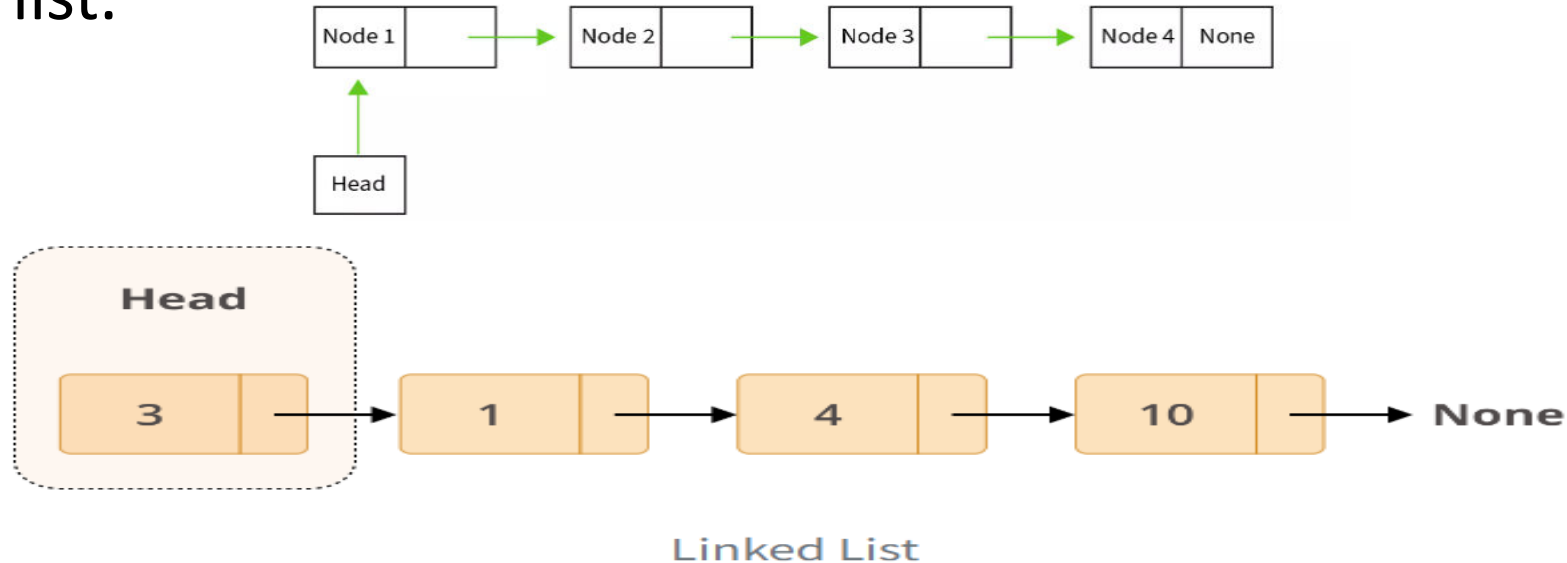 list.
Node 1 Node 2 Node 3 Node 4 None
Head
Head
3 1 4 10 None
Linked List